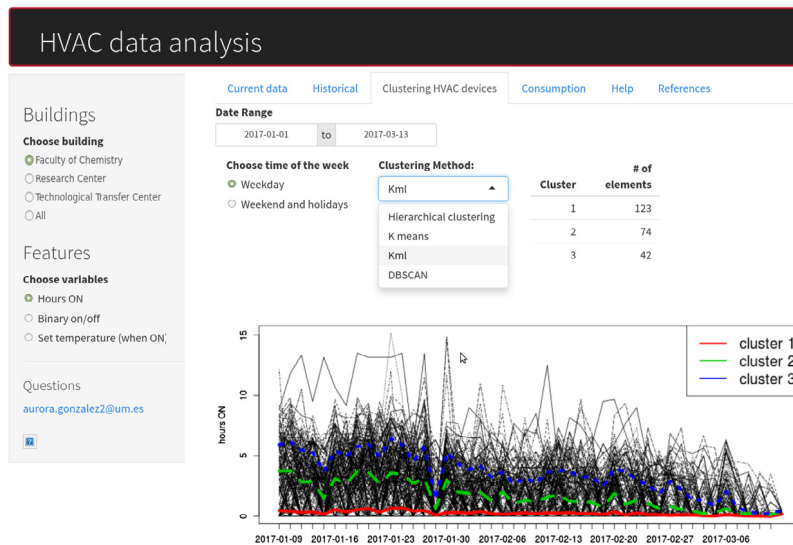 HVAC data analysis
Buildings
Choose building
Faculty of Chemistry
Research Center
Technological Transfer Center
All
Features
Choose variables
Hours ON
Binary on/off
Set temperature (when ON)
Questions
aurora.gonzalez2@um.es
?
Current data Historical Clustering HVAC devices Consumption Help References
Date Range
2017-01-01 to 2017-03-13
Choose time of the week
Weekday
Weekend and holidays
Clustering Method:
Kml
Hierarchical clustering
K means
Kml
DBSCAN
Cluster # of elements
1 123
2 74
3 42
hours ON
15
10
5
0
cluster 1
cluster 2
cluster 3
2017-01-09 2017-01-16 2017-01-23 2017-01-30 2017-02-06 2017-02-13 2017-02-20 2017-02-27 2017-03-06